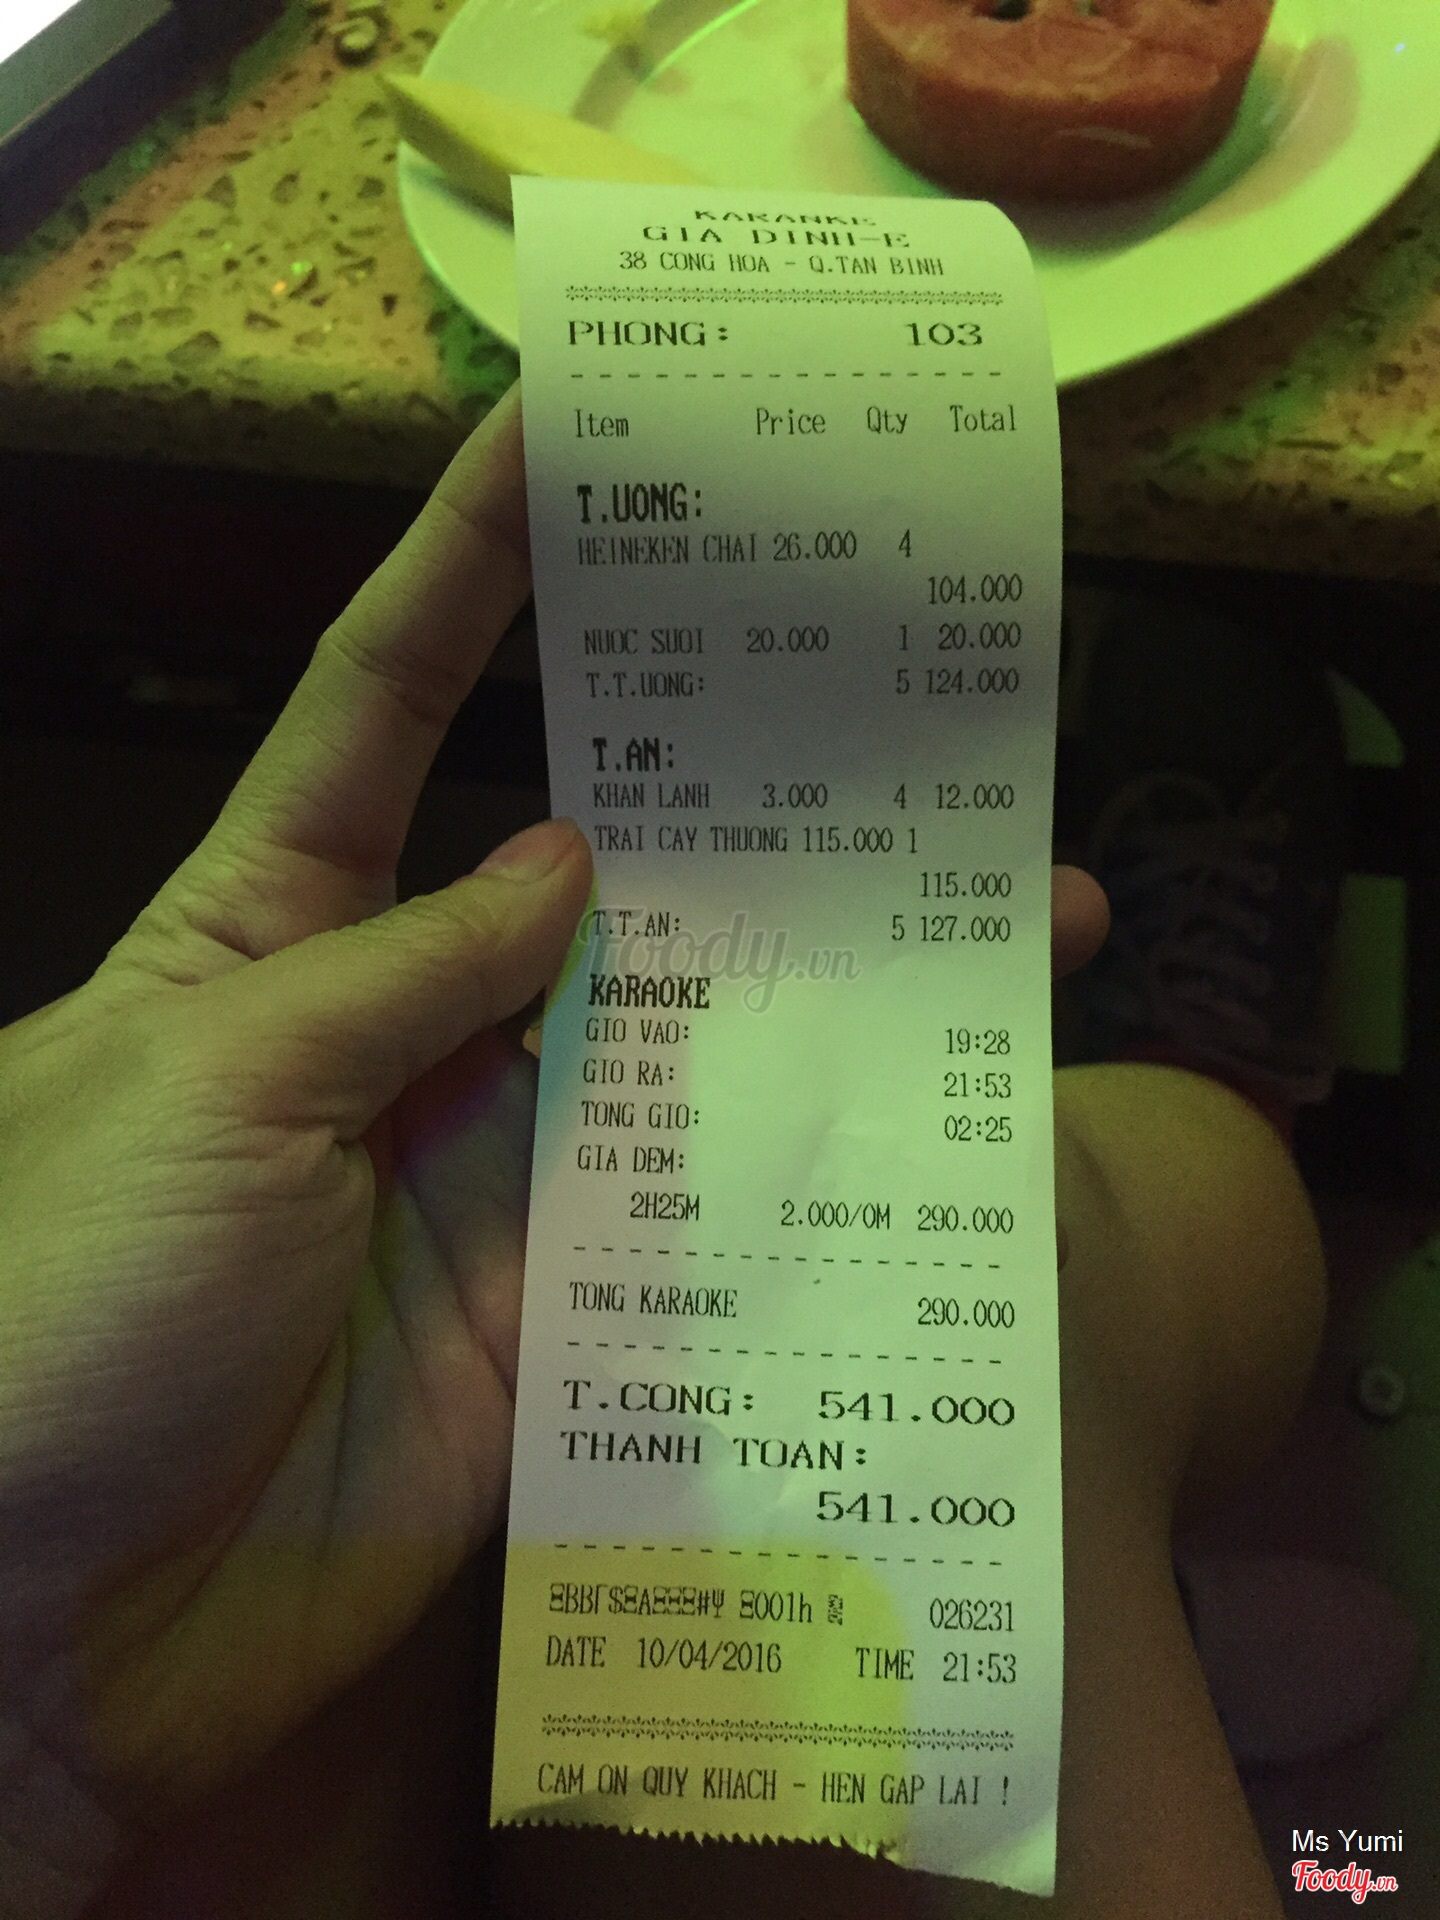 KARANKE
GIA DINH-E
38 CONG HOA - Q.TAN BINH
PHONG: 103
Item Price Qty Total
T.UONG:
HEINEKEN CHAI 26.000 4
104.000
NUOC SUOI 20.000 1 20.000
T.T.UONG: 5 124.000
T.AN:
KHAN LANH 3.000 4 12.000
TRAI CAY THUONG 115.000 1
115.000
T.T.AN: 5 127.000
Foody.vn
KARAOKE
GIO VAO: 19:28
GIO RA: 21:53
TONG GIO: 02:25
GIA DEM:
2H25M 2.000/0M 290.000
TONG KARAOKE 290.000
T.CONG: 541.000
THANH TOAN:
541.000
026231
DATE 10/04/2016 TIME 21:53
CAM ON QUY KHACH - HEN GAP LAI !
Ms Yumi
Foody.vn